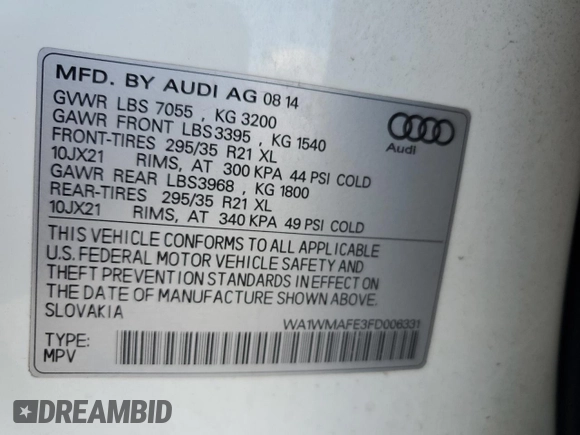 MFD. BY AUDI AG 08 14
GVWR LBS 7055 , KG 3200
GAWR FRONT LBS3395 , KG 1540
FRONT-TIRES 295/35 R21 XL
10JX21 RIMS, AT 300 KPA 44 PSI COLD
GAWR REAR LBS3968 , KG 1800
REAR-TIRES 295/35 R21 XL
10JX21 RIMS, AT 340 KPA 49 PSI COLD
THIS VEHICLE CONFORMS TO ALL APPLICABLE
U.S. FEDERAL MOTOR VEHICLE SAFETY AND
THEFT PREVENTION STANDARDS IN EFFECT ON
THE DATE OF MANUFACTURE SHOWN ABOVE.
SLOVAKIA
WA1WMAFE3FD006331
TYPE:
MPV
Audi
DREAMBID